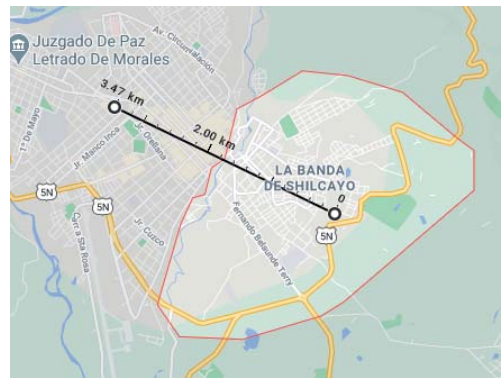 Juzgado De Paz
Letrado De Morales
Av. Circunvalación
3.47 km
1° De Mayo
Jr. Manco Inca
Jr. Orellana
2.00 km
LA BANDA
DE SHILCAYO
0
5N
5N
5N
Carr. a Sta Rosa
Jr. Cuzco
Fernando Belaunde Terry